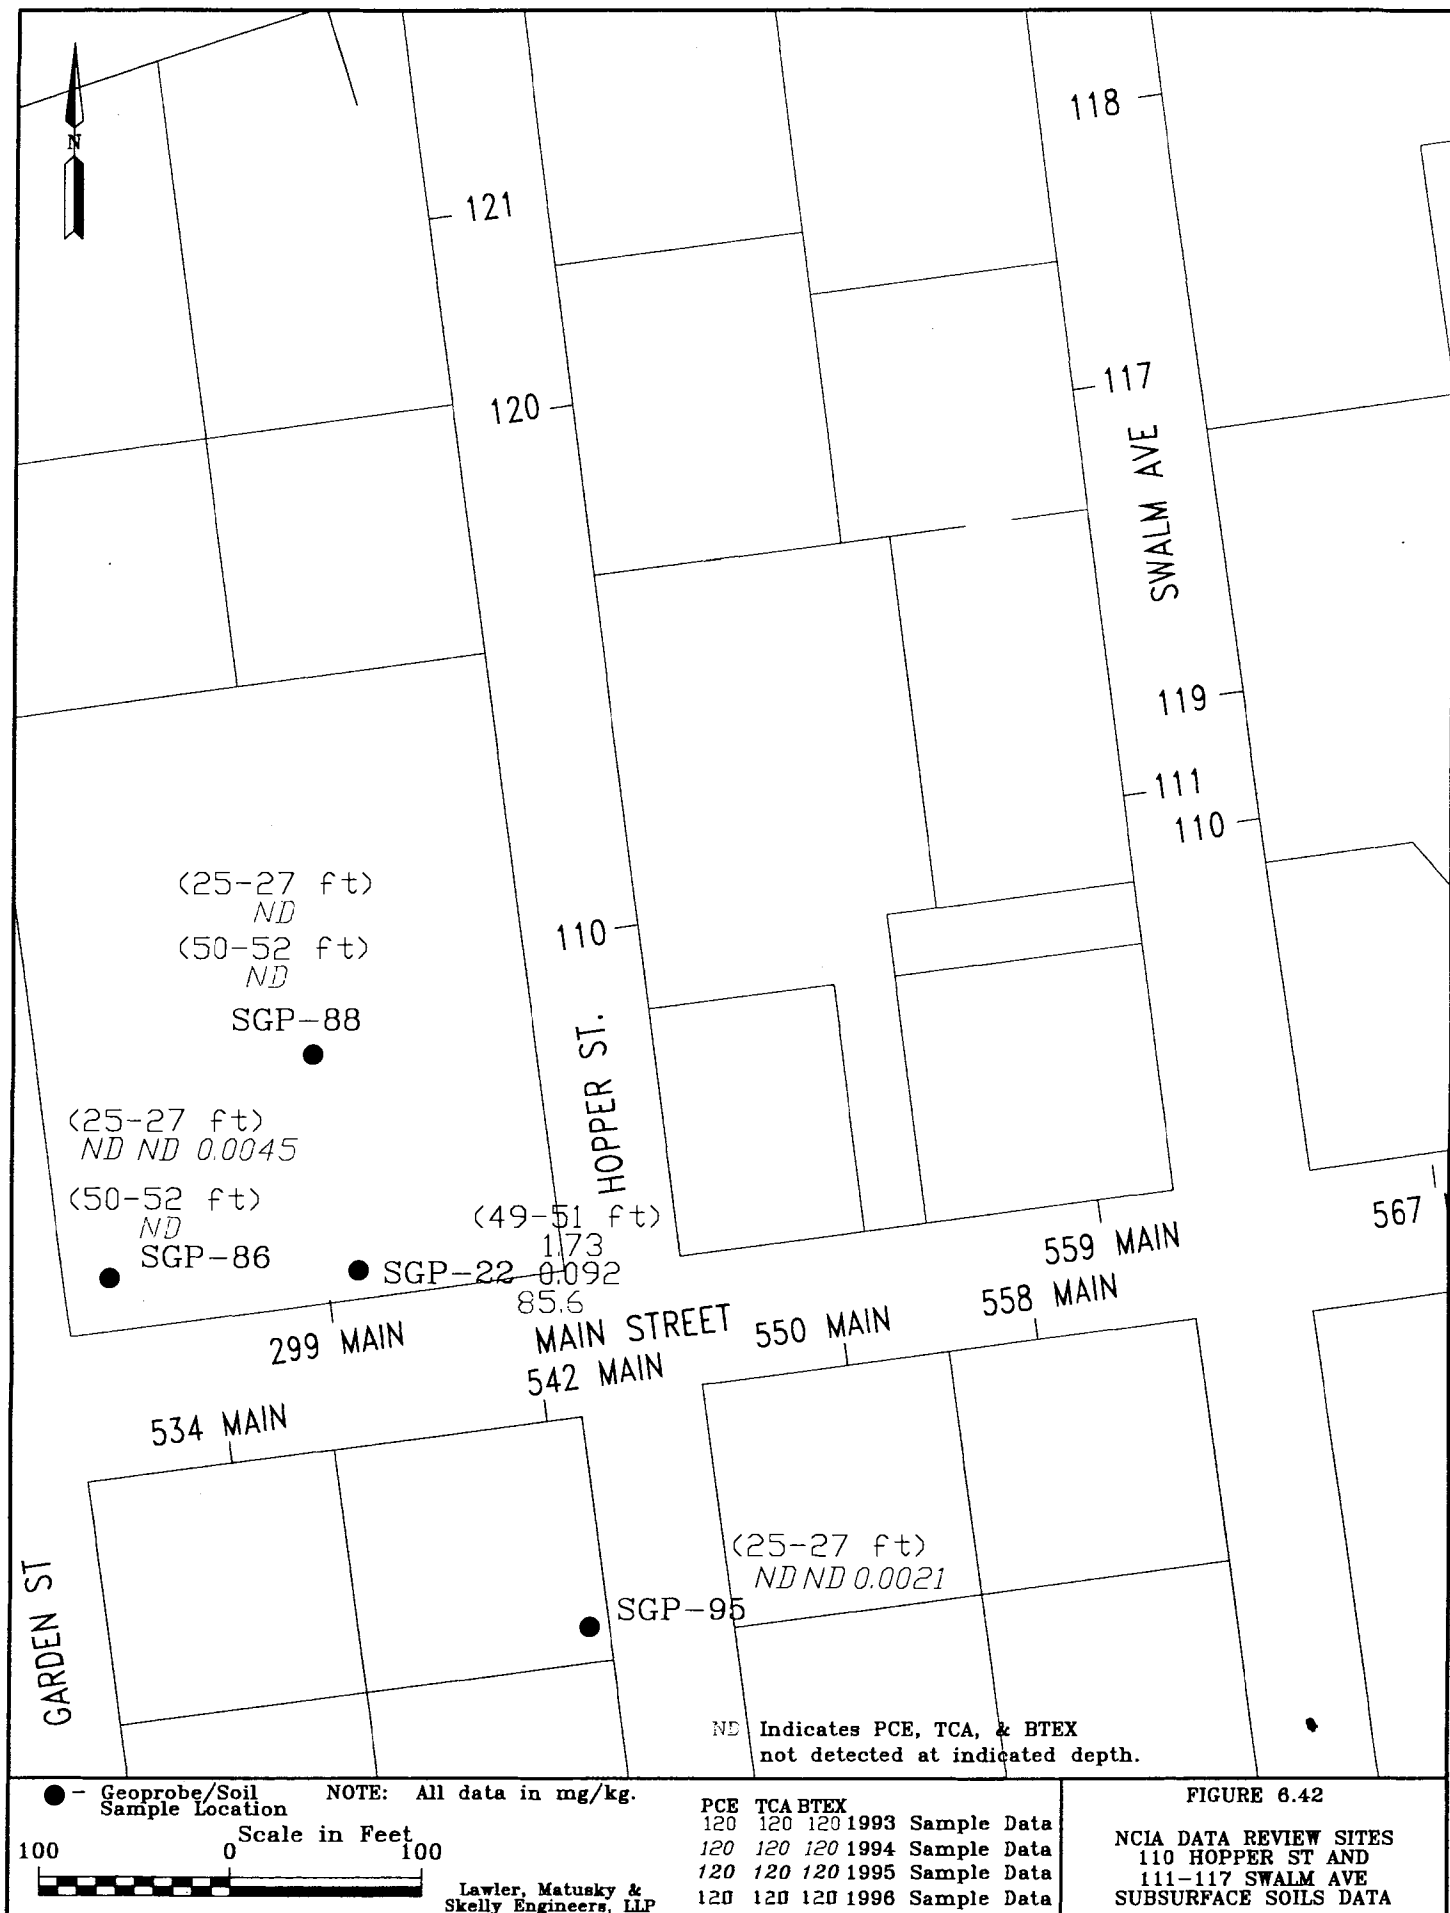 N
118
121
117
120
SWALM AVE
119
111
110
(25-27 ft)
ND
(50-52 ft)
ND
SGP-88
110
HOPPER ST.
(25-27 ft)
ND ND 0.0045
(50-52 ft)
ND
SGP-86
(49-51 ft)
1.73
SGP-22 0.092
85.6
567
559 MAIN
558 MAIN
550 MAIN
MAIN STREET
299 MAIN
542 MAIN
534 MAIN
(25-27 ft)
ND ND 0.0021
SGP-95
GARDEN ST
ND Indicates PCE, TCA, & BTEX
not detected at indicated depth.
- Geoprobe/Soil
Sample Location
NOTE: All data in mg/kg.
Scale in Feet
100 0 100
Lawler, Matusky &
Skelly Engineers, LLP
PCE TCA BTEX
120 120 120 1993 Sample Data
120 120 120 1994 Sample Data
120 120 120 1995 Sample Data
120 120 120 1996 Sample Data
FIGURE 6.42
NCIA DATA REVIEW SITES
110 HOPPER ST AND
111-117 SWALM AVE
SUBSURFACE SOILS DATA